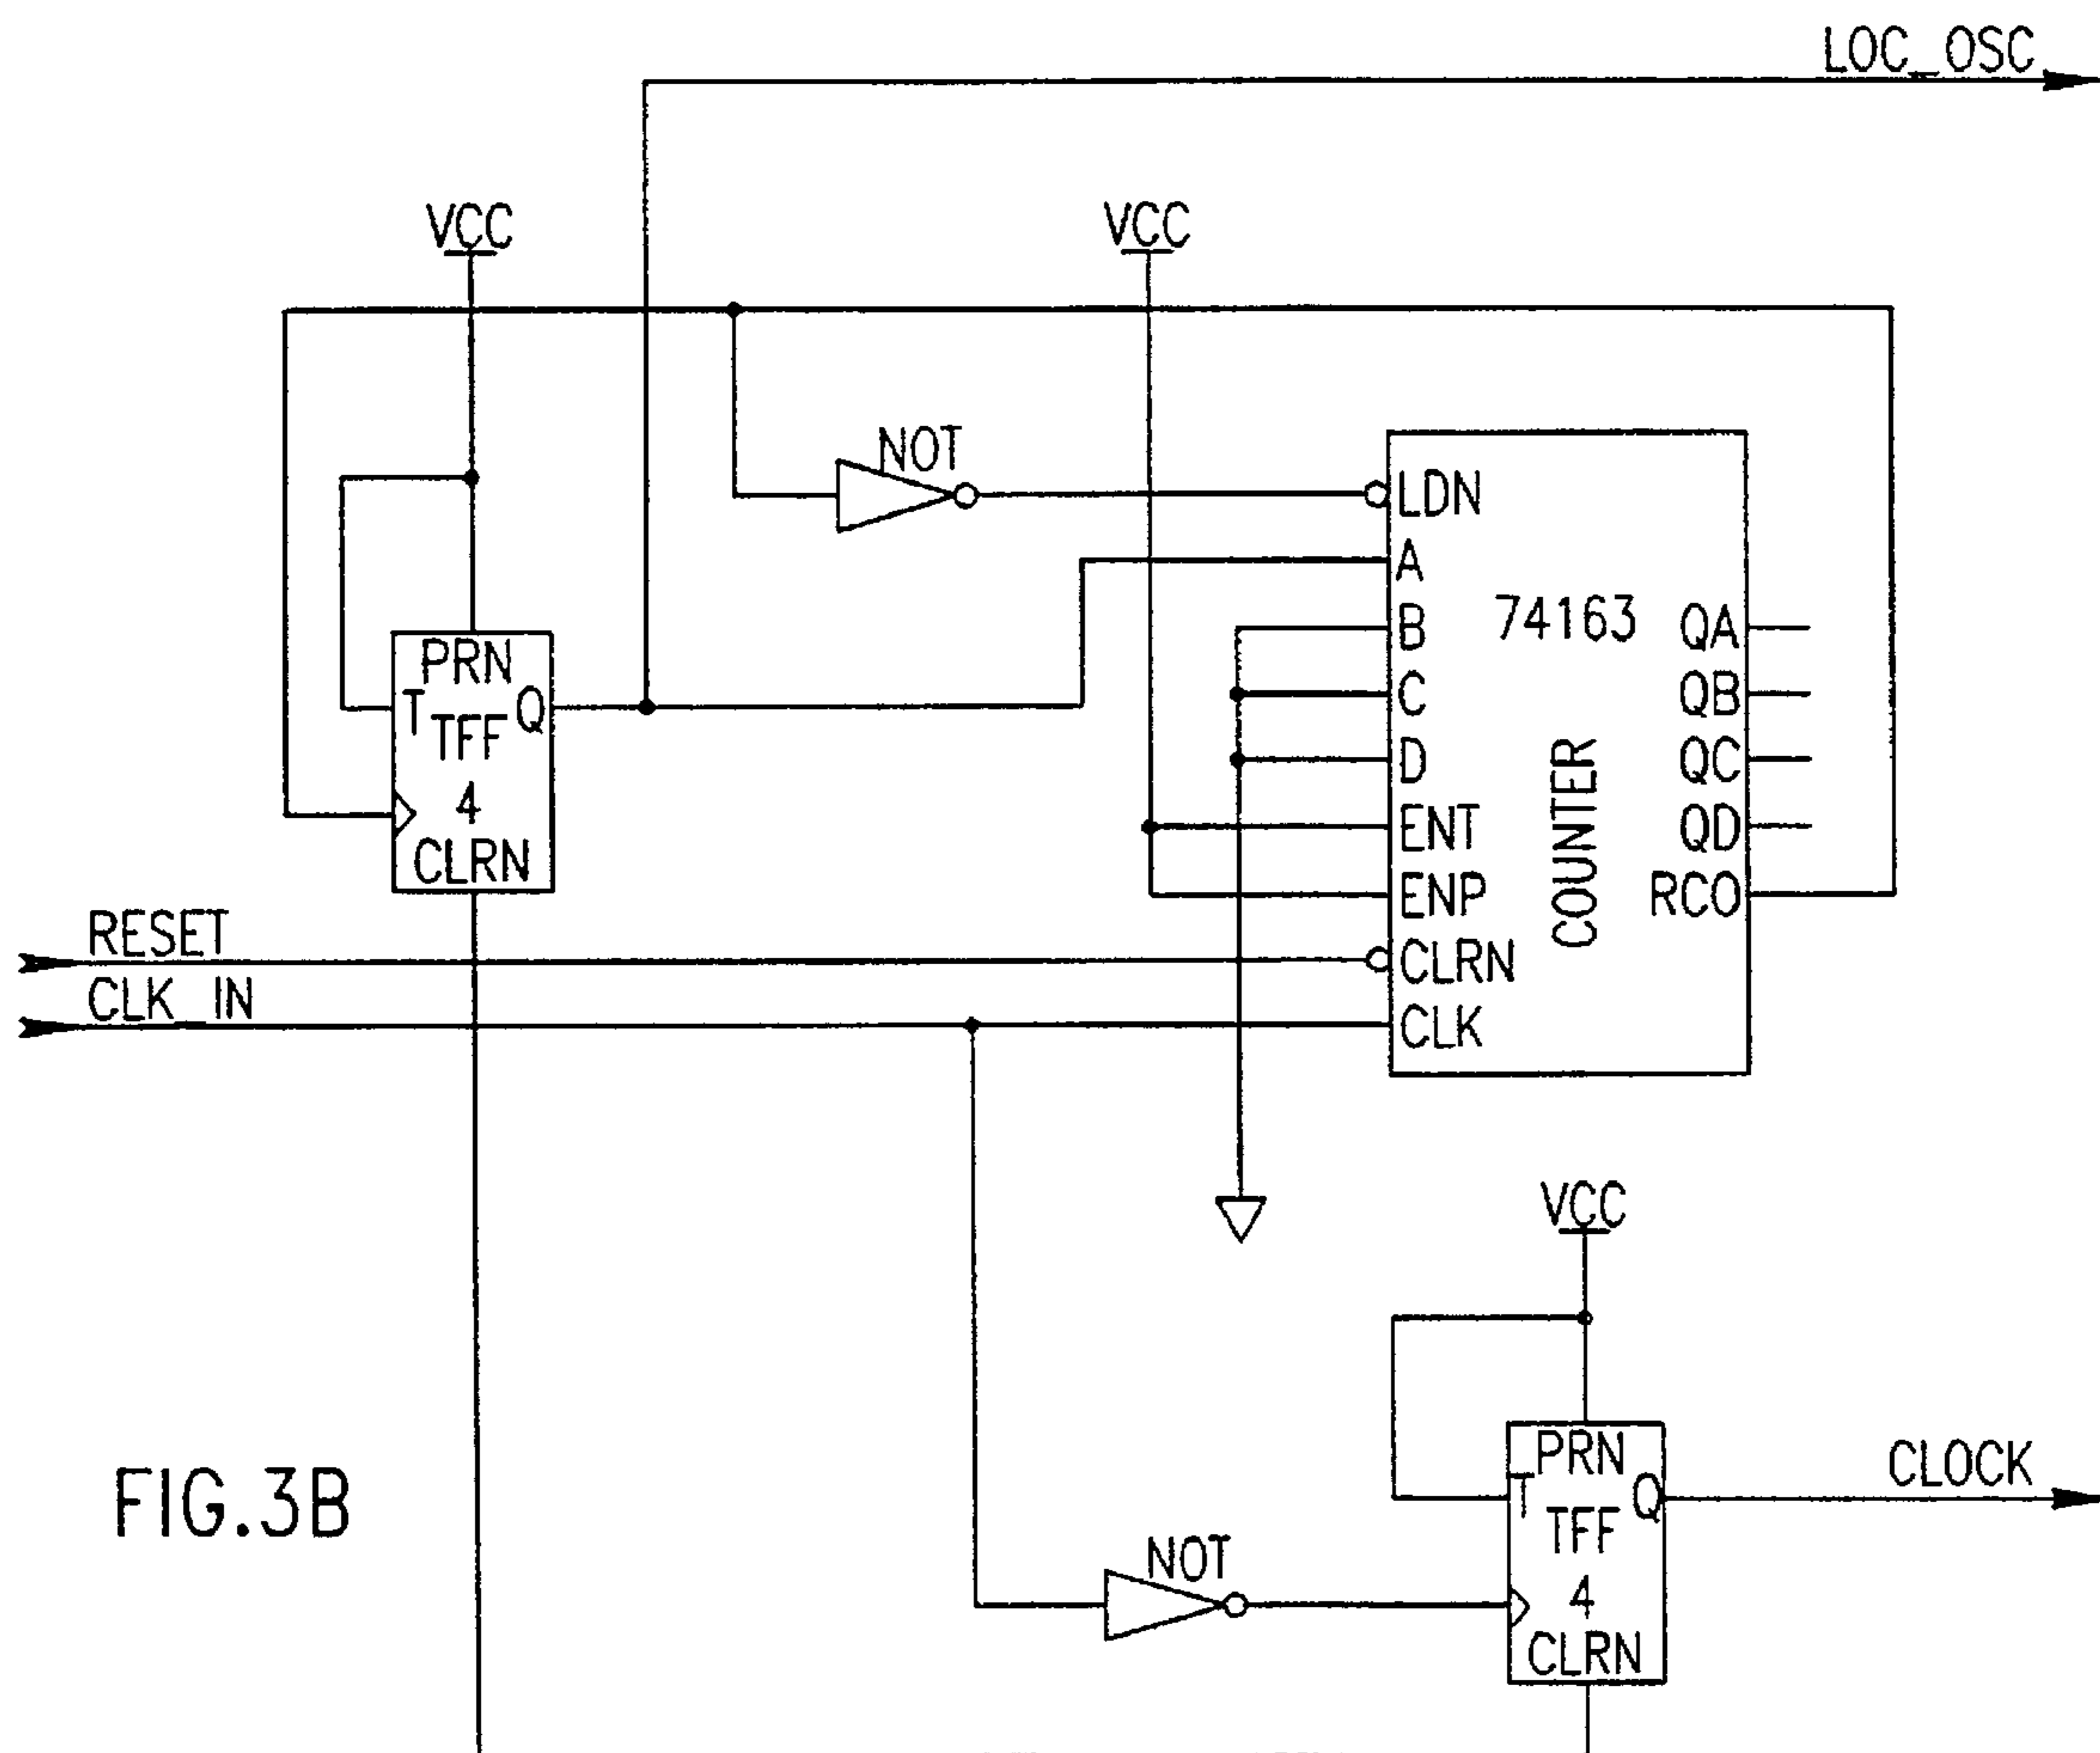 LOC_OSC
VCC
VCC
NOT
LDN
A
B
C
D
ENT
ENP
CLRN
CLK
74163
COUNTER
QA
QB
QC
QD
RCO
PRN
T Q
TFF
4
CLRN
RESET
CLK_IN
VCC
PRN
T Q
TFF
4
CLRN
CLOCK
NOT
FIG.3B